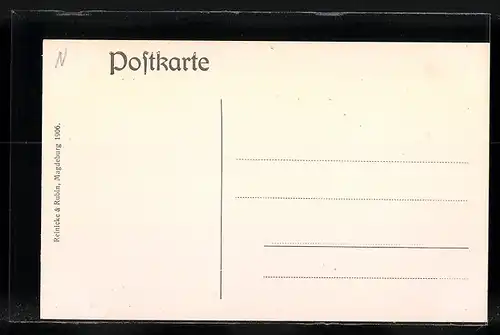 N
Poſtkarte
Reinicke & Rubin, Magdeburg 1906.